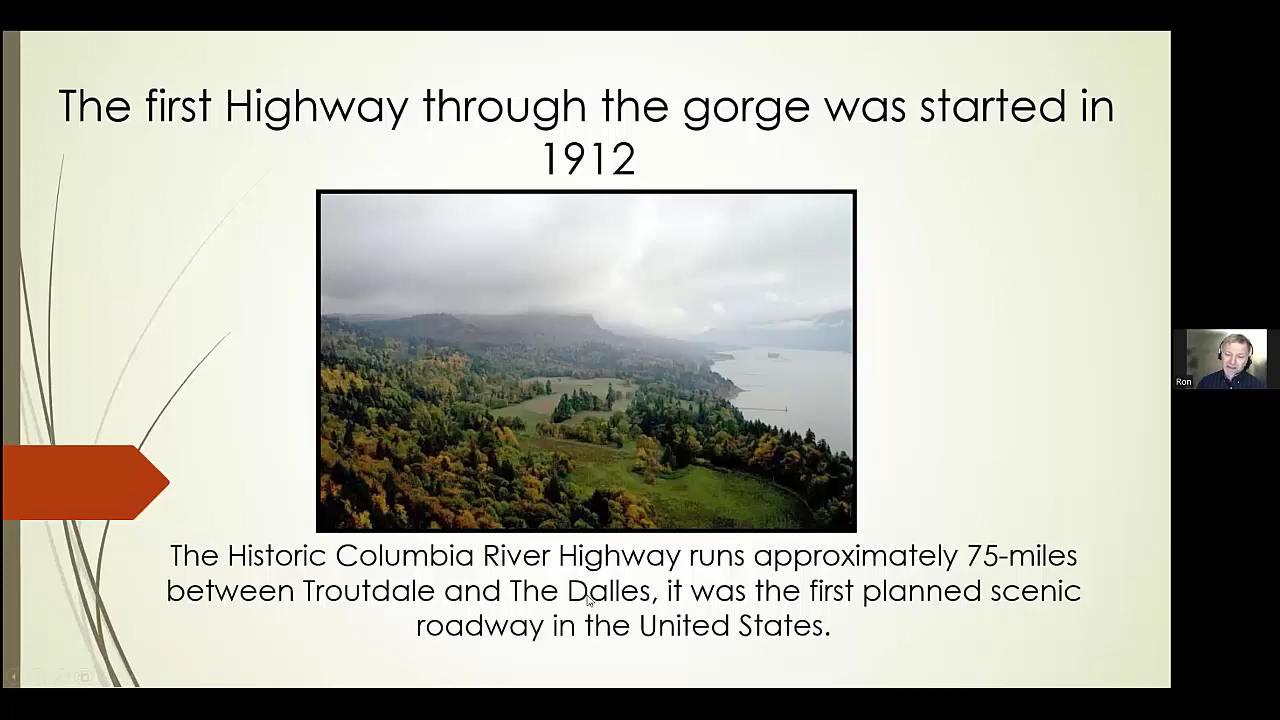 The first Highway through the gorge was started in
1912
The Historic Columbia River Highway runs approximately 75-miles
between Troutdale and The Dalles, it was the first planned scenic
roadway in the United States.
Ron